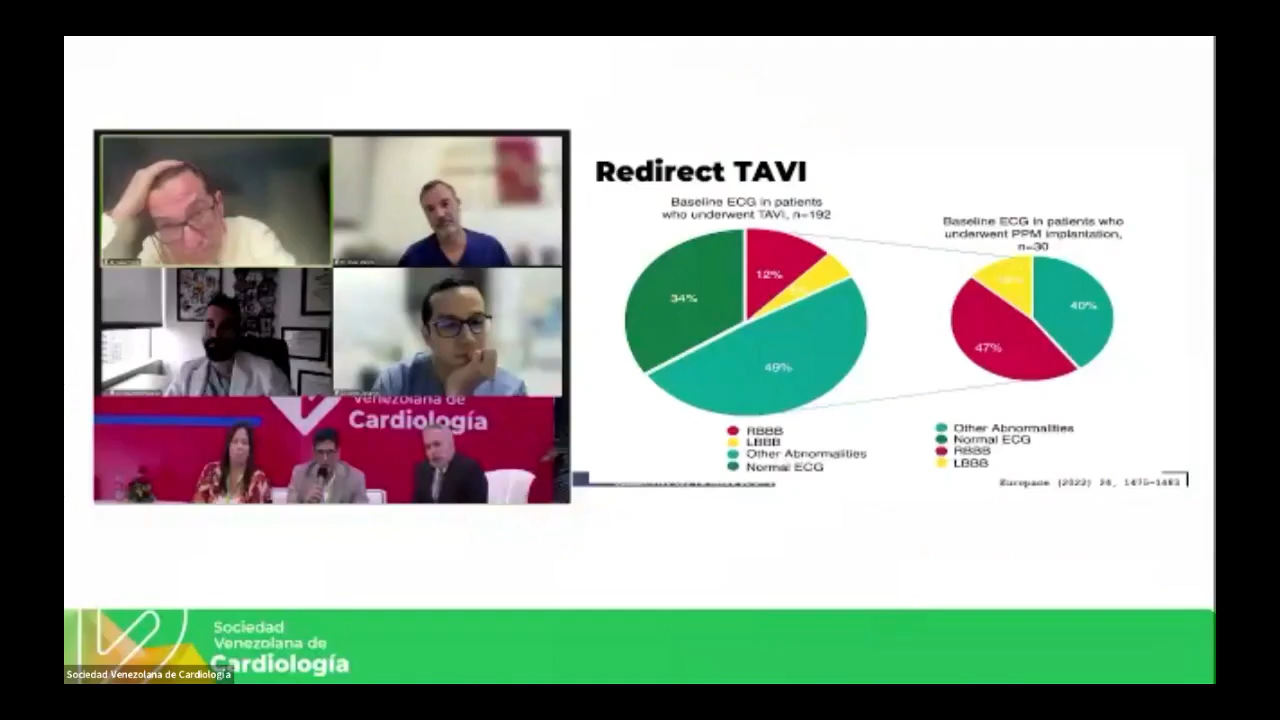 Venezolana de
Cardiología
Redirect TAVI
Baseline ECG in patients
who underwent TAVI, n=192
34%
12%
49%
RBBB
LBBB
Other Abnormalities
Normal ECG
Baseline ECG in patients who
underwent PPM implantation,
n=30
40%
47%
Other Abnormalities
Normal ECG
RBBB
LBBB
Europace (2022) 24, 1475-1483
Sociedad
Venezolana de
Cardiología
Sociedad Venezolana de Cardiología